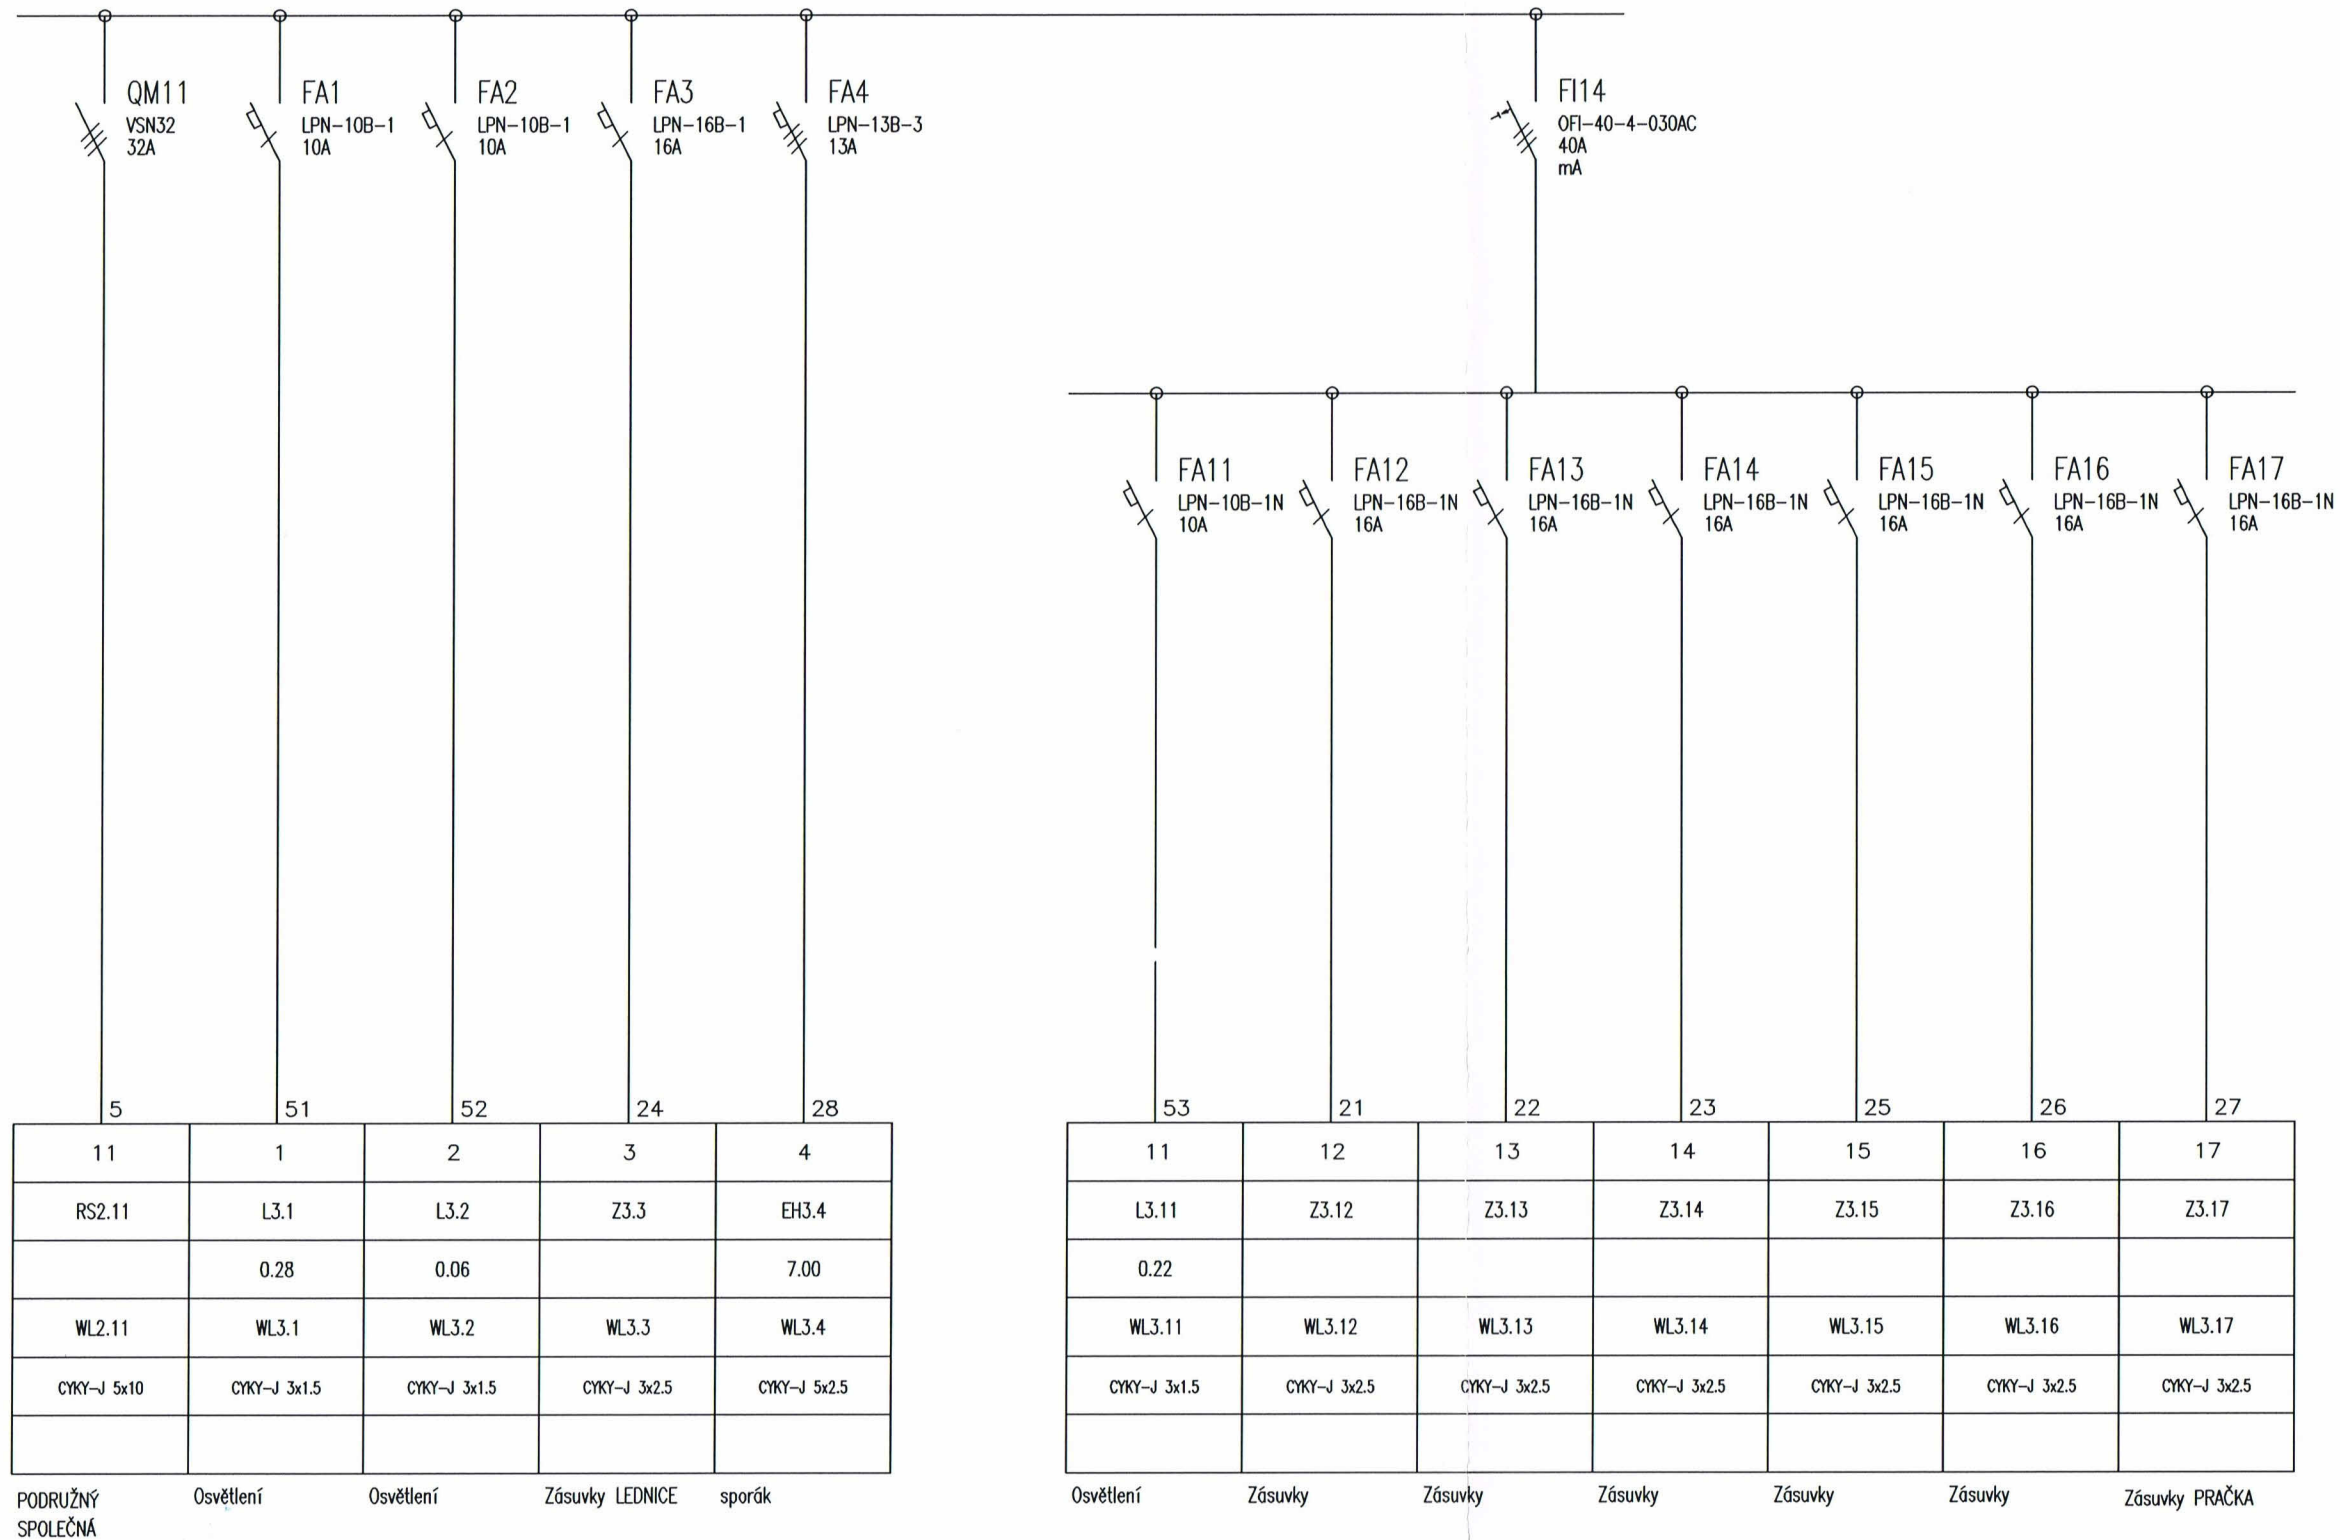 QM11
VSN32
32A
FA1
LPN-10B-1
10A
FA2
LPN-10B-1
10A
FA3
LPN-16B-1
16A
FA4
LPN-13B-3
13A
FI14
OFI-40-4-030AC
40A
mA
FA11
LPN-10B-1N
10A
FA12
LPN-16B-1N
16A
FA13
LPN-16B-1N
16A
FA14
LPN-16B-1N
16A
FA15
LPN-16B-1N
16A
FA16
LPN-16B-1N
16A
FA17
LPN-16B-1N
16A
5 51 52 24 28
11 1 2 3 4
RS2.11 L3.1 L3.2 Z3.3 EH3.4
0.28 0.06 7.00
WL2.11 WL3.1 WL3.2 WL3.3 WL3.4
CYKY-J 5x10 CYKY-J 3x1.5 CYKY-J 3x1.5 CYKY-J 3x2.5 CYKY-J 5x2.5
PODRUŽNÝ Osvětlení Osvětlení Zásuvky LEDNICE sporák
SPOLEČNÁ
53 21 22 23 25 26 27
11 12 13 14 15 16 17
L3.11 Z3.12 Z3.13 Z3.14 Z3.15 Z3.16 Z3.17
0.22
WL3.11 WL3.12 WL3.13 WL3.14 WL3.15 WL3.16 WL3.17
CYKY-J 3x1.5 CYKY-J 3x2.5 CYKY-J 3x2.5 CYKY-J 3x2.5 CYKY-J 3x2.5 CYKY-J 3x2.5 CYKY-J 3x2.5
Osvětlení Zásuvky Zásuvky Zásuvky Zásuvky Zásuvky Zásuvky PRAČKA